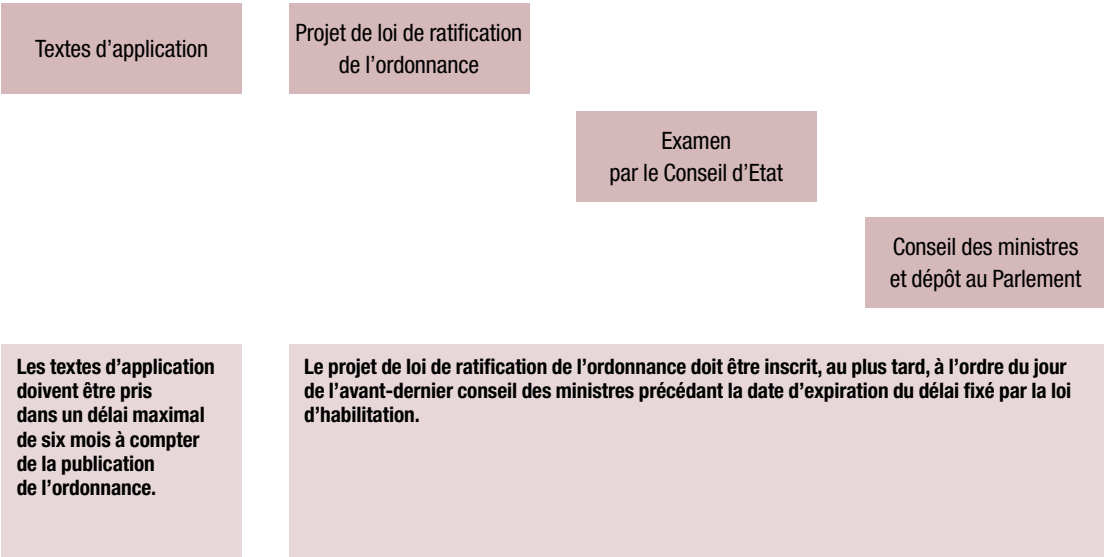 Textes d’application
Projet de loi de ratification
de l’ordonnance
Examen
par le Conseil d’Etat
Conseil des ministres
et dépôt au Parlement
Les textes d’application
doivent être pris
dans un délai maximal
de six mois à compter
de la publication
de l’ordonnance.
Le projet de loi de ratification de l’ordonnance doit être inscrit, au plus tard, à l’ordre du jour
de l’avant-dernier conseil des ministres précédant la date d’expiration du délai fixé par la loi
d’habilitation.